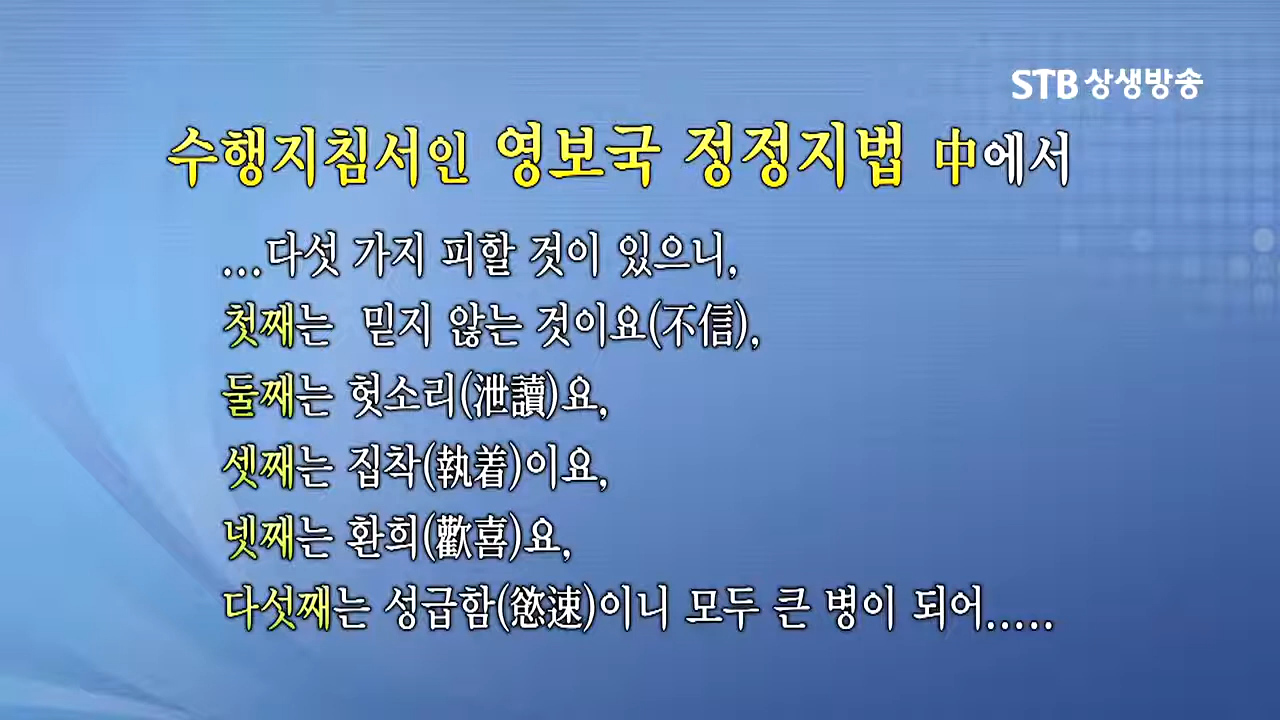 STB상생방송
수행지침서인 영보국 정정지법 中에서
...다섯 가지 피할 것이 있으니,
첫째는 믿지 않는 것이요(不信),
둘째는 헛소리(泄讀)요,
셋째는 집착(執着)이요,
넷째는 환희(歡喜)요,
다섯째는 성급함(慾速)이니 모두 큰 병이 되어.....